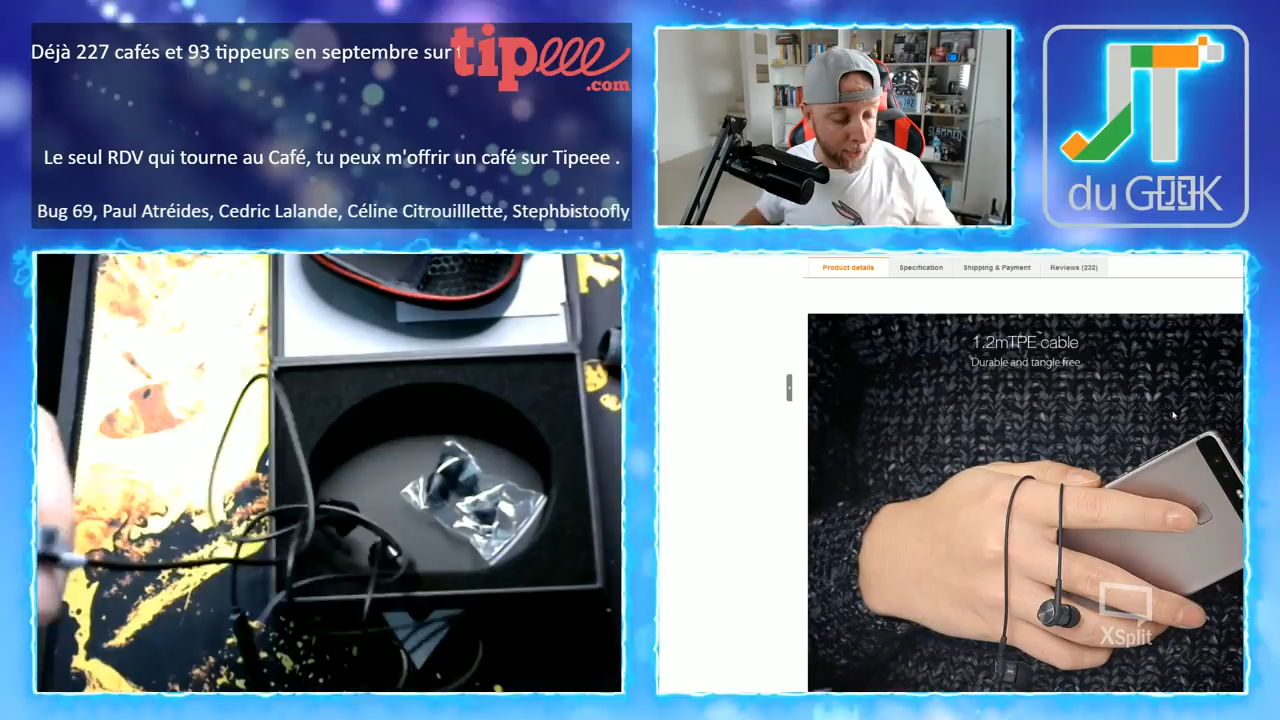 Déjà 227 cafés et 93 tippeurs en septembre sur
tipeee
.com
Le seul RDV qui tourne au Café, tu peux m'offrir un café sur Tipeee .
Bug 69, Paul Atréides, Cedric Lalande, Céline Citrouilllette, Stephbistoofly
JT
du GEEK
Product details
Specification
Shipping & Payment
Reviews (232)
1.2mTPE cable
Durable and tangle free
XSplit